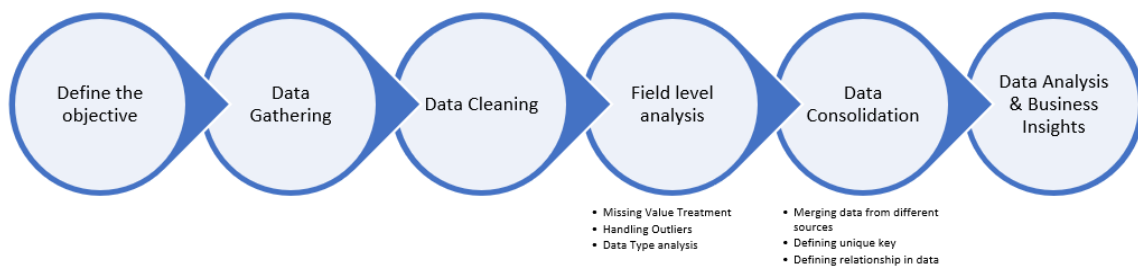 Define the
objective
Data
Gathering
Data Cleaning
Field level
analysis
Data
Consolidation
Data Analysis
& Business
Insights
• Missing Value Treatment
• Handling Outliers
• Data Type analysis
• Merging data from different
sources
• Defining unique key
• Defining relationship in data